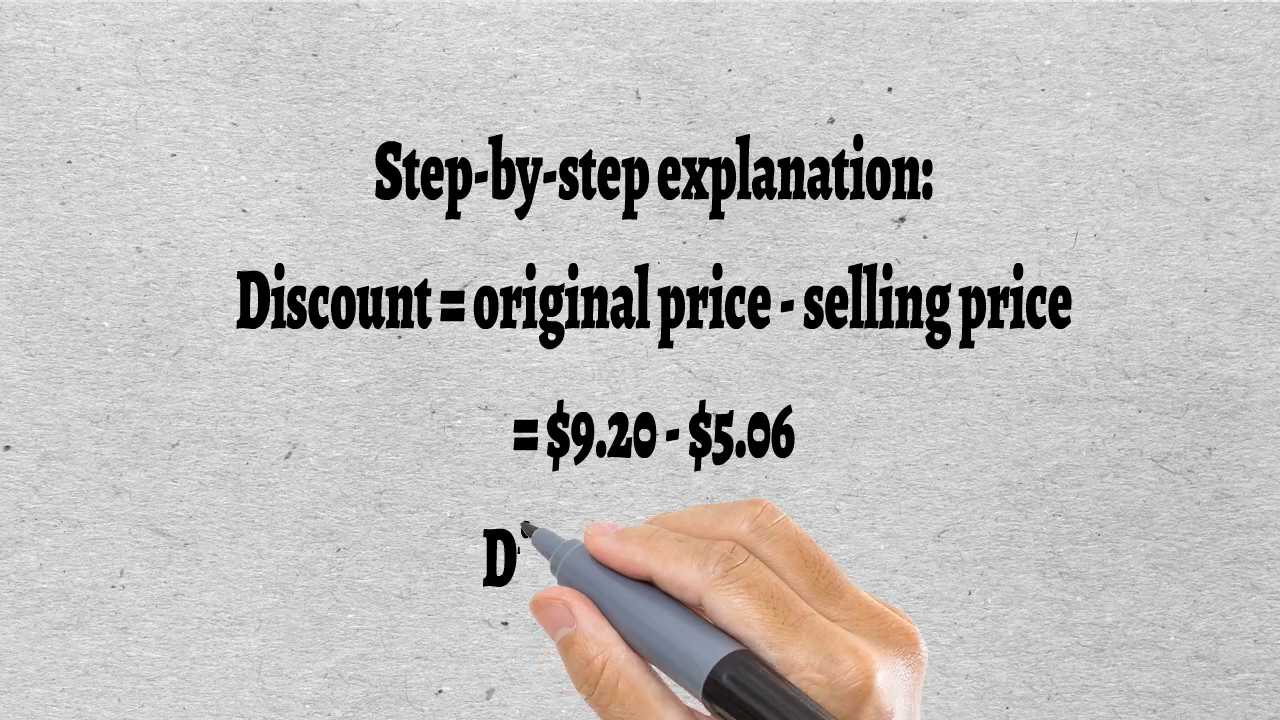 Step-by-step explanation:
Discount = original price - selling price
= $9.20 - $5.06
D